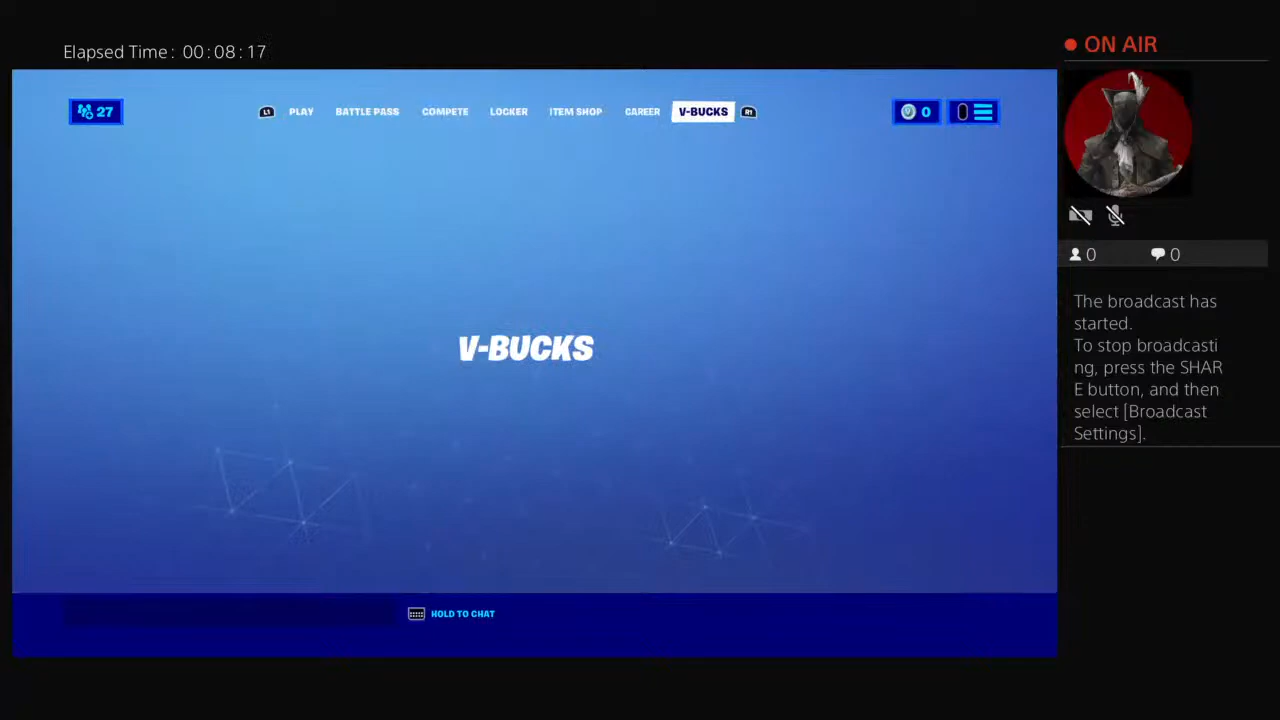 Elapsed Time: 00:08:17
ON AIR
27
L1 PLAY BATTLE PASS COMPETE LOCKER ITEM SHOP CAREER V-BUCKS R1
0
0 0
The broadcast has
started.
To stop broadcasti
ng, press the SHAR
E button, and then
select [Broadcast
Settings].
V-BUCKS
HOLD TO CHAT